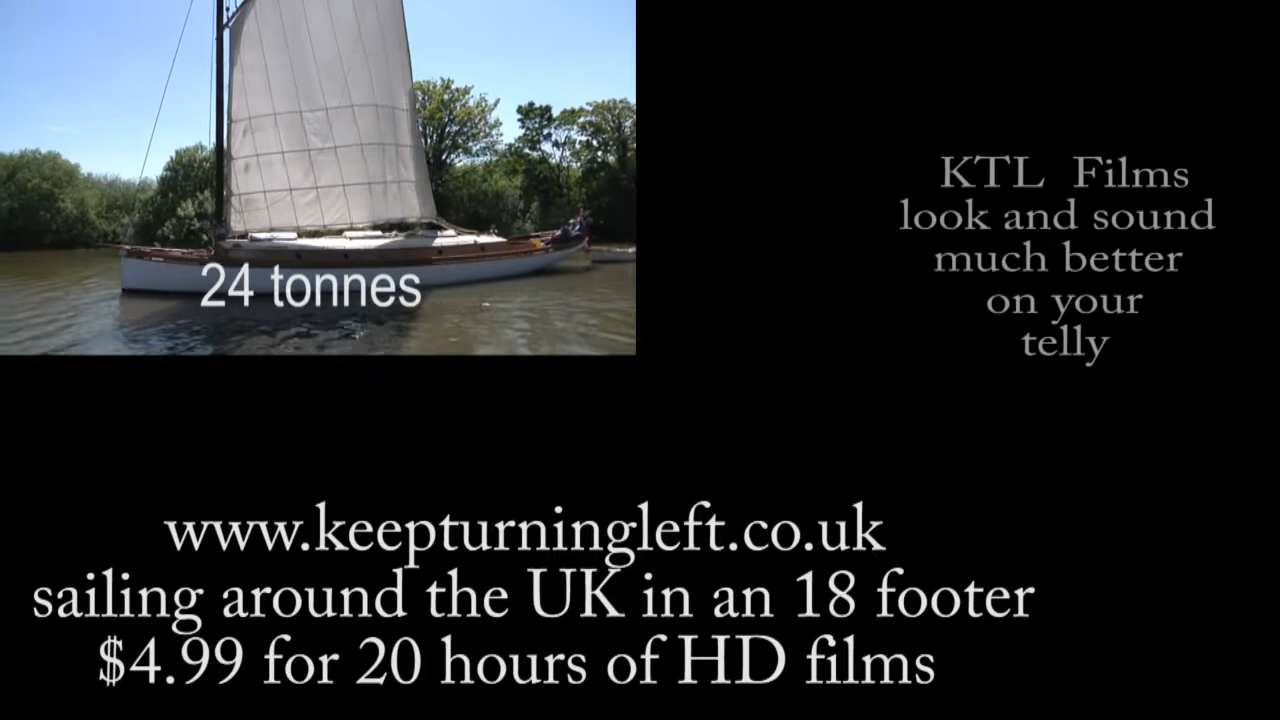 24 tonnes
KTL Films
look and sound
much better
on your
telly
www.keepturningleft.co.uk
sailing around the UK in an 18 footer
$4.99 for 20 hours of HD films